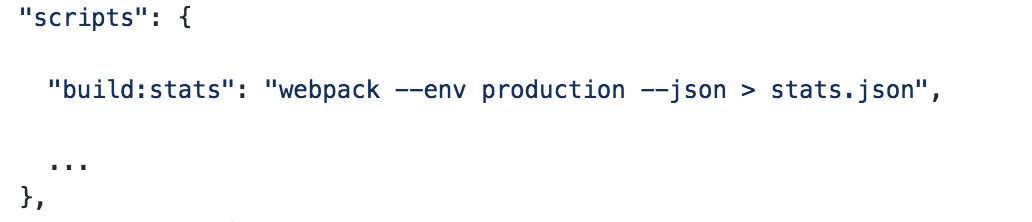 "scripts": {
"build:stats": "webpack --env production --json > stats.json",
...
},